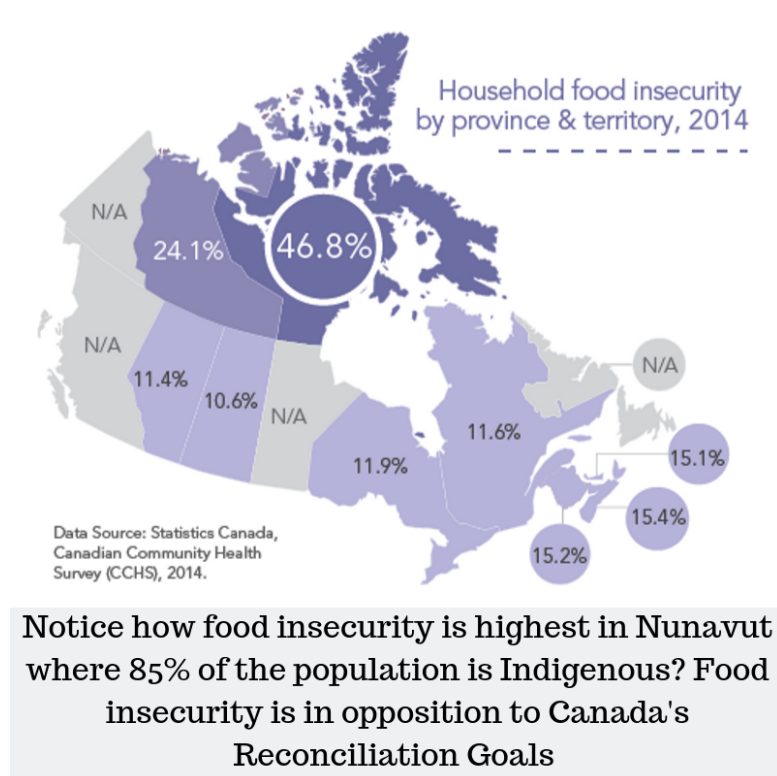 Household food insecurity
by province & territory, 2014
N/A
24.1%
46.8%
N/A
11.4%
10.6%
N/A
11.9%
11.6%
N/A
15.1%
15.4%
15.2%
Data Source: Statistics Canada,
Canadian Community Health
Survey (CCHS), 2014.
Notice how food insecurity is highest in Nunavut
where 85% of the population is Indigenous? Food
insecurity is in opposition to Canada's
Reconciliation Goals